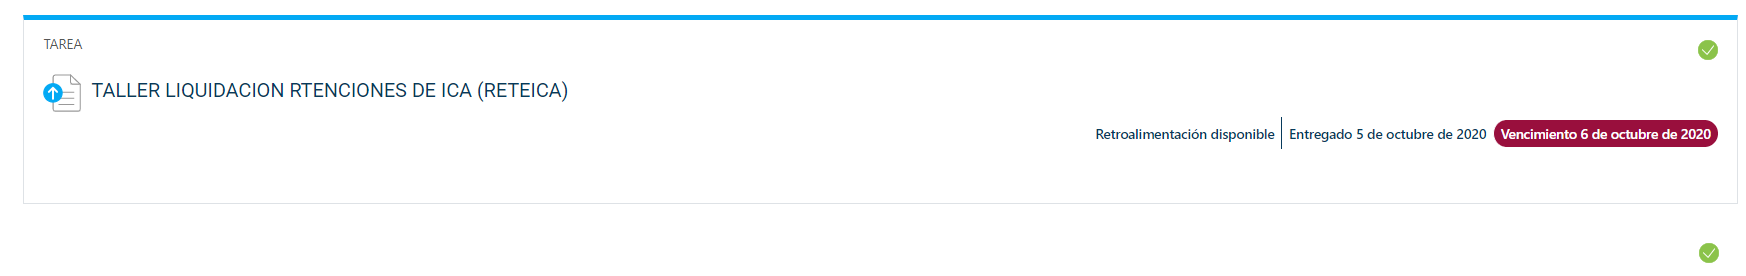 TAREA
TALLER LIQUIDACION RTENCIONES DE ICA (RETEICA)
Retroalimentación disponible Entregado 5 de octubre de 2020 Vencimiento 6 de octubre de 2020